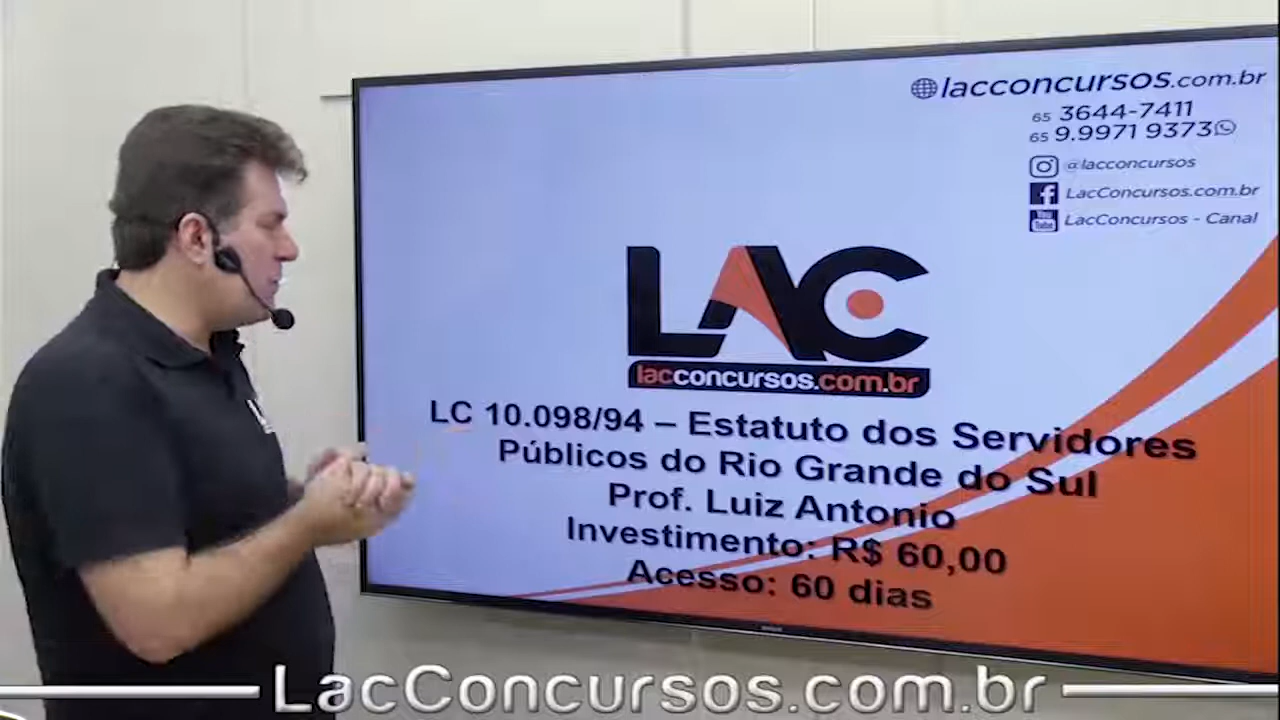 lacconcursos.com.br
65 3644-7411
65 9.9971 9373
@lacconcursos
LacConcursos.com.br
You Tube LacConcursos - Canal
LAC
lacconcursos.com.br
LC 10.098/94 – Estatuto dos Servidores
Públicos do Rio Grande do Sul
Prof. Luiz Antonio
Investimento: R$ 60,00
Acesso: 60 dias
LacConcursos.com.br